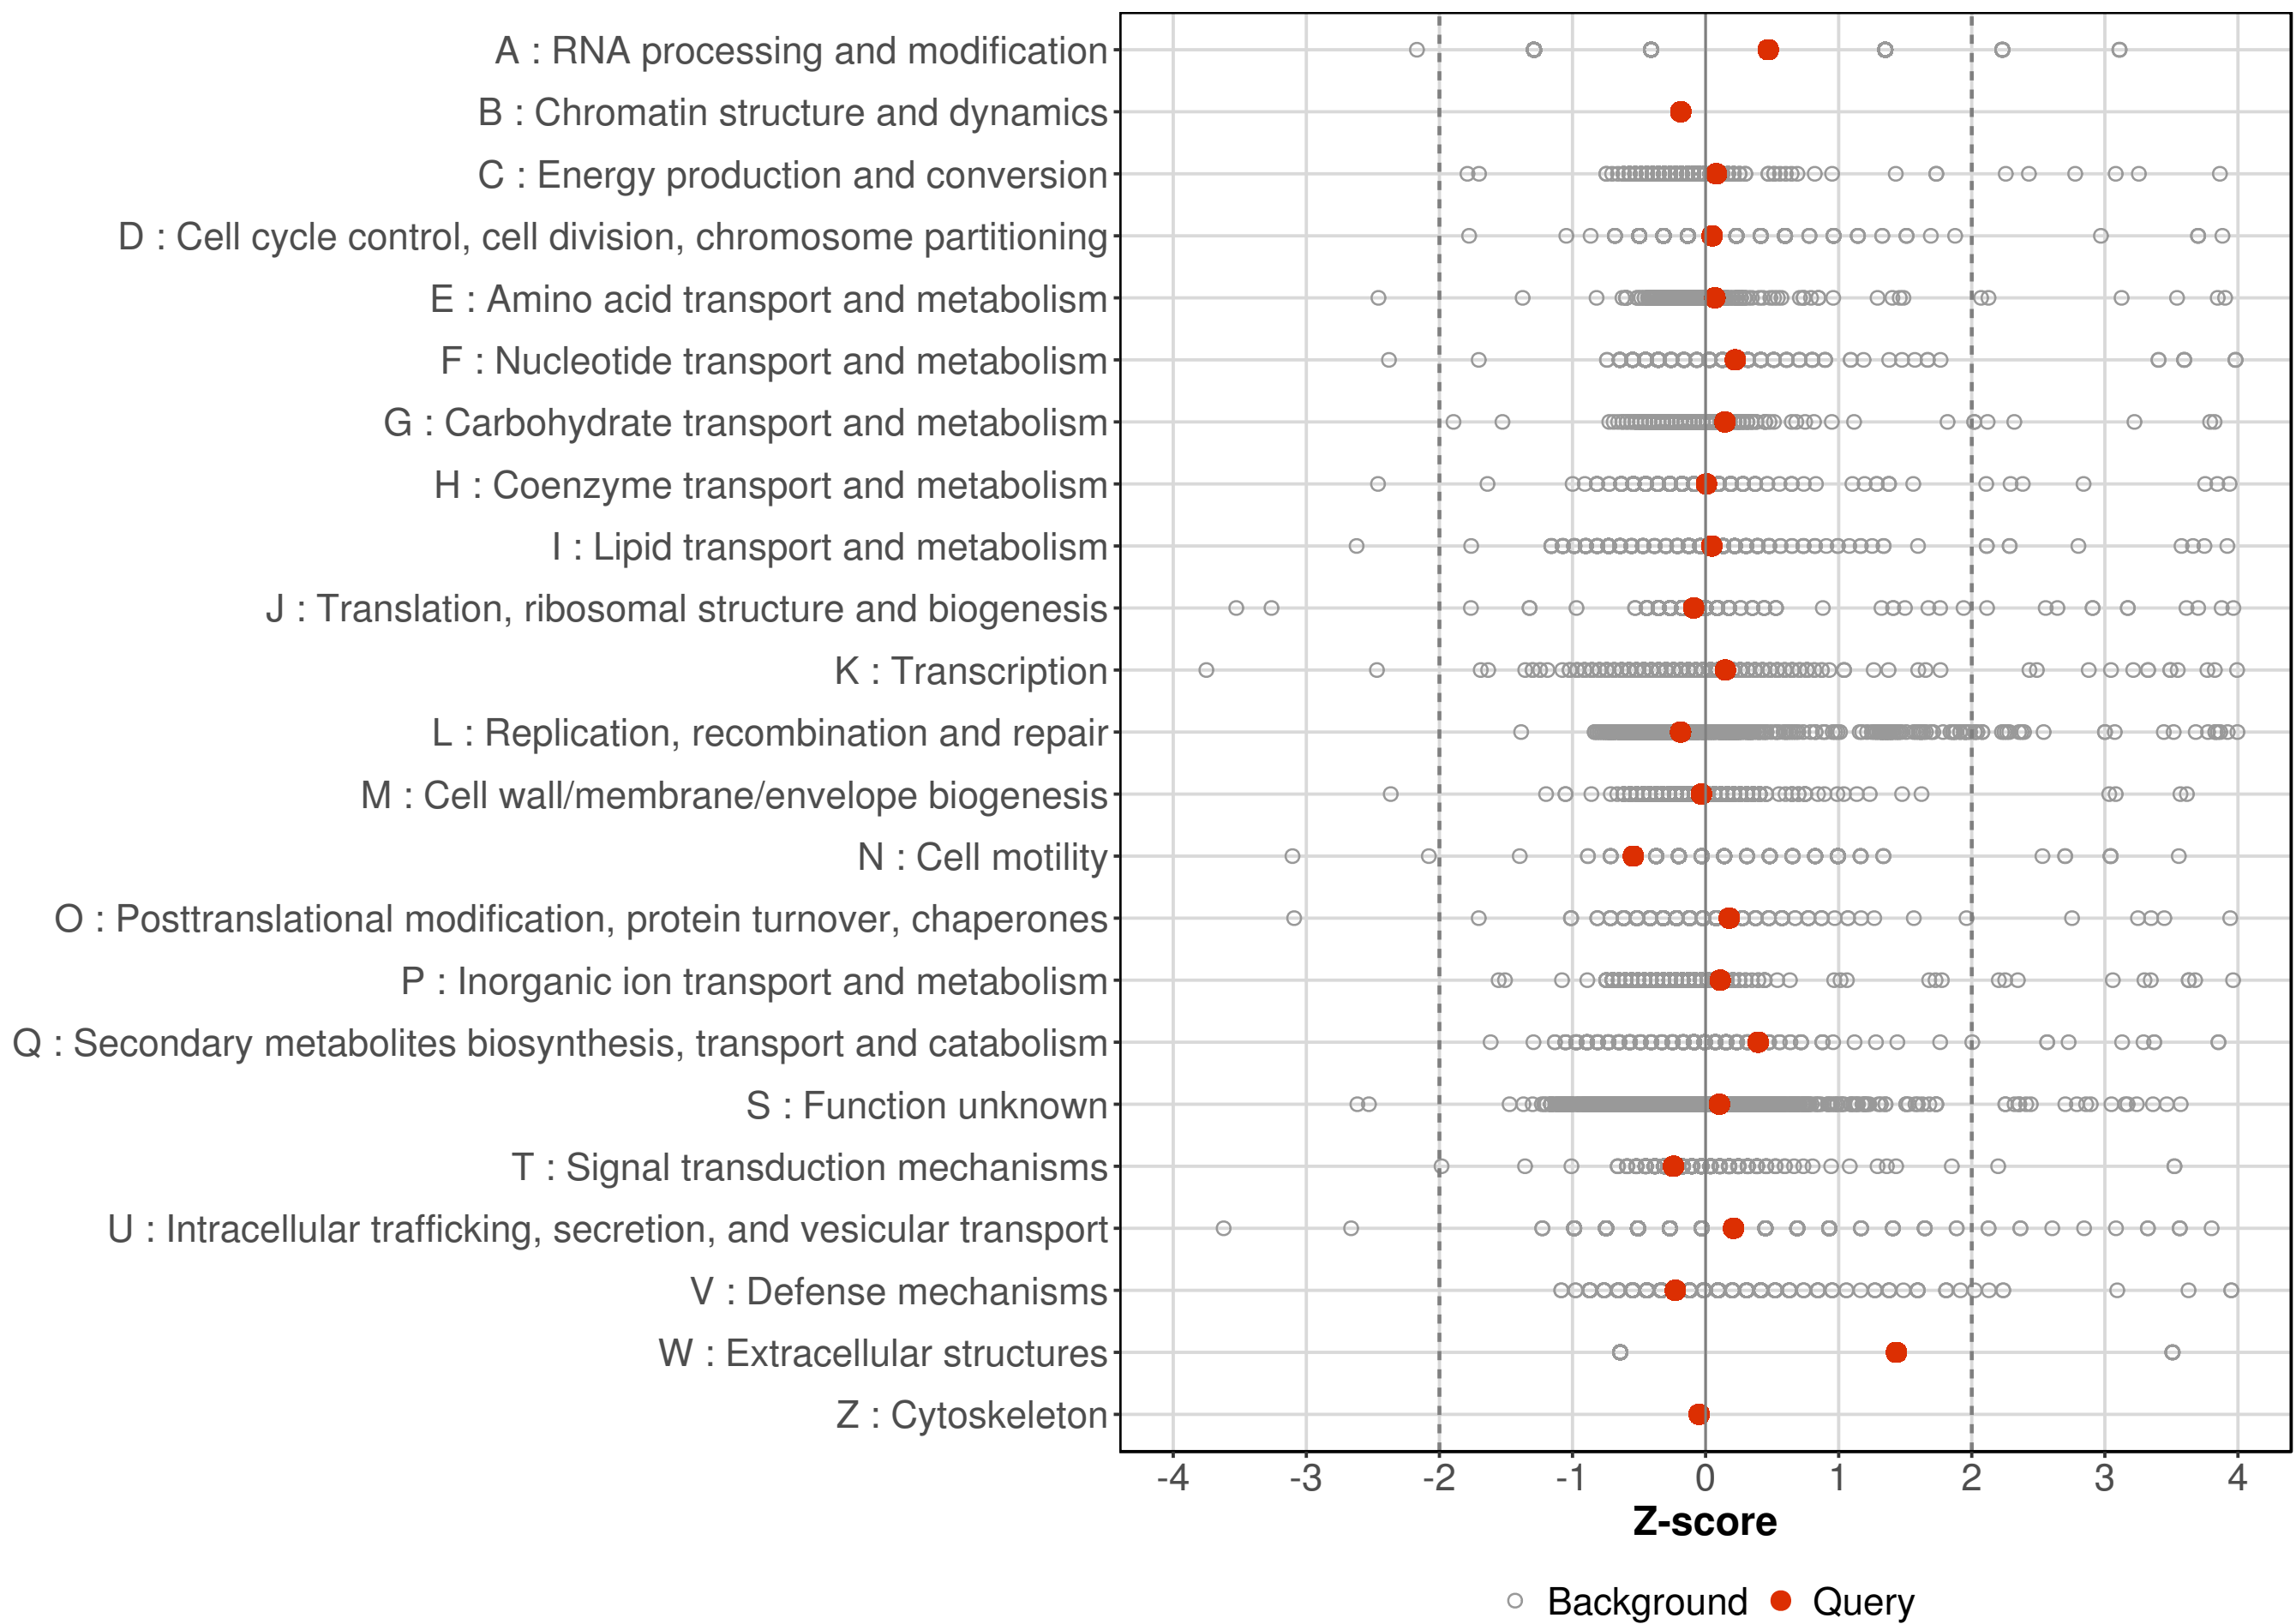 A : RNA processing and modification
B : Chromatin structure and dynamics
C : Energy production and conversion
D : Cell cycle control, cell division, chromosome partitioning
E : Amino acid transport and metabolism
F : Nucleotide transport and metabolism
G : Carbohydrate transport and metabolism
H : Coenzyme transport and metabolism
I : Lipid transport and metabolism
J : Translation, ribosomal structure and biogenesis
K : Transcription
L : Replication, recombination and repair
M : Cell wall/membrane/envelope biogenesis
N : Cell motility
O : Posttranslational modification, protein turnover, chaperones
P : Inorganic ion transport and metabolism
Q : Secondary metabolites biosynthesis, transport and catabolism
S : Function unknown
T : Signal transduction mechanisms
U : Intracellular trafficking, secretion, and vesicular transport
V : Defense mechanisms
W : Extracellular structures
Z : Cytoskeleton
-4 -3 -2 -1 0 1 2 3 4
Z-score
Background Query